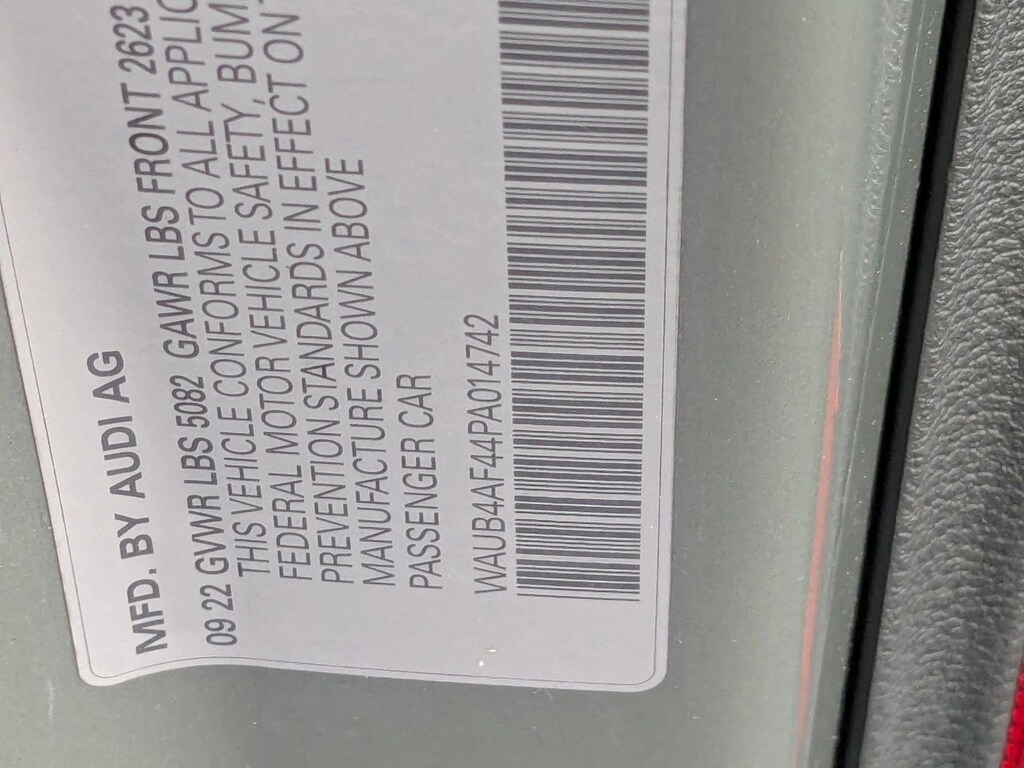 MFD. BY AUDI AG
09 22 GVWR LBS 5082 GAWR LBS FRONT 2623
THIS VEHICLE CONFORMS TO ALL APPLIC
FEDERAL MOTOR VEHICLE SAFETY, BUM
PREVENTION STANDARDS IN EFFECT ON
MANUFACTURE SHOWN ABOVE
PASSENGER CAR
WAUB4AF44PA014742